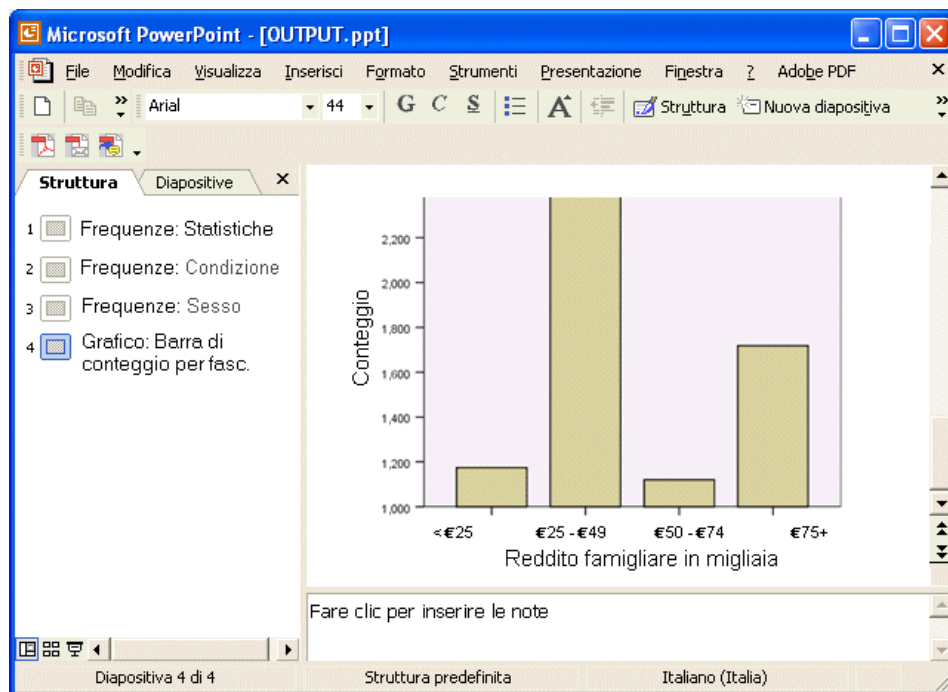 Microsoft PowerPoint - [OUTPUT.ppt]
File Modifica Visualizza Inserisci Formato Strumenti Presentazione Finestra ? Adobe PDF
Arial 44 G C S A Struttura Nuova diapositiva
Struttura Diapositive
1 Frequenze: Statistiche
2 Frequenze: Condizione
3 Frequenze: Sesso
4 Grafico: Barra di
conteggio per fasc.
Conteggio
2,200
2,000
1,800
1,600
1,400
1,200
1,000
<€25 €25 -€49 €50 -€74 €75+
Reddito famigliare in migliaia
Fare clic per inserire le note
Diapositiva 4 di 4 Struttura predefinita Italiano (Italia)